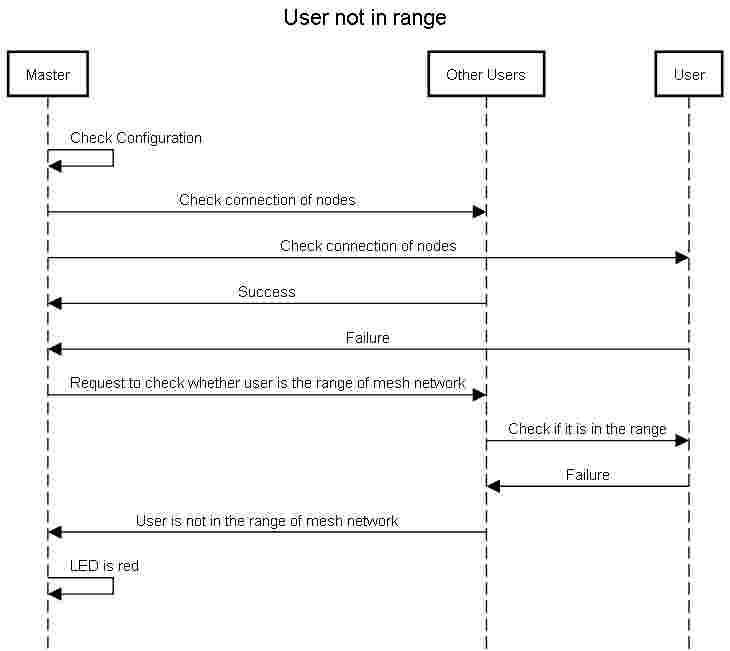 User not in range
Master
Other Users
User
Check Configuration
Check connection of nodes
Check connection of nodes
Success
Failure
Request to check whether user is the range of mesh network
Check if it is in the range
Failure
User is not in the range of mesh network
LED is red